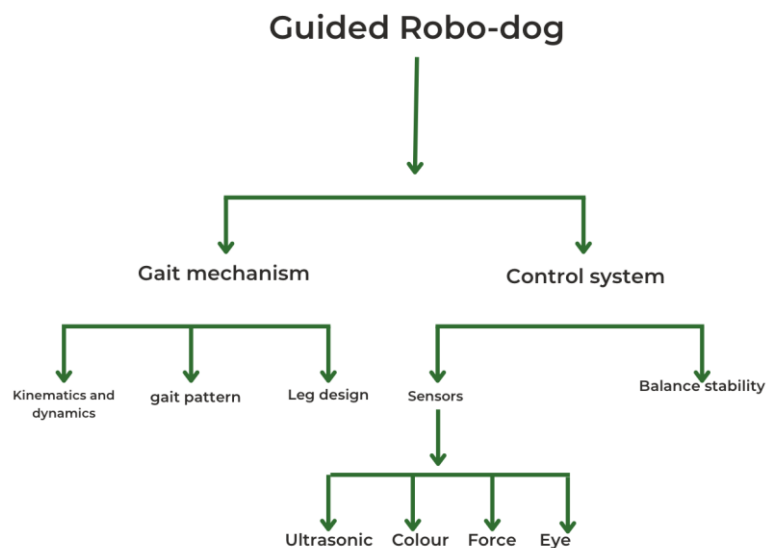 Guided Robo-dog
Gait mechanism
Control system
Kinematics and
dynamics
gait pattern
Leg design
Sensors
Balance stability
Ultrasonic
Colour
Force
Eye